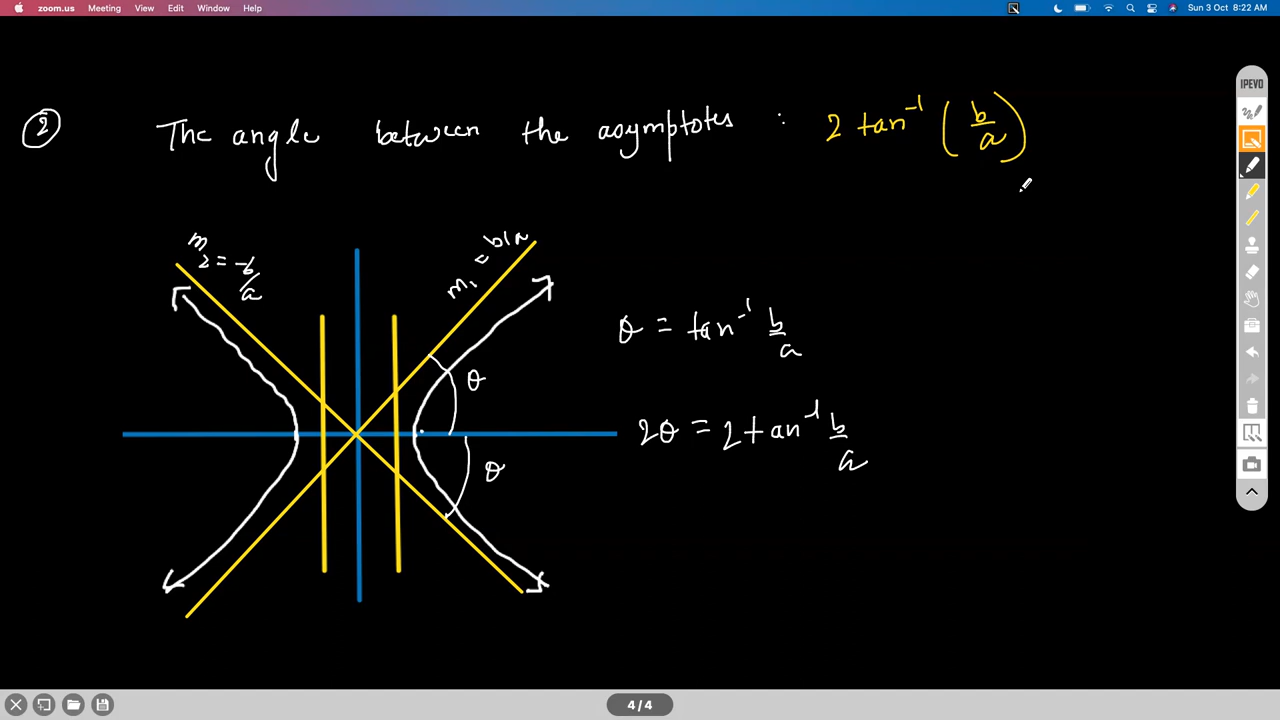 zoom.us Meeting View Edit Window Help
Sun 3 Oct 8:22 AM
IPEVO
② The angle between the asymptotes : 2 tan⁻¹ (b/a)
m₂ = -b/a
m₁ = b/a
θ = tan⁻¹ b/a
θ
2θ = 2 tan⁻¹ b/a
θ
4/4